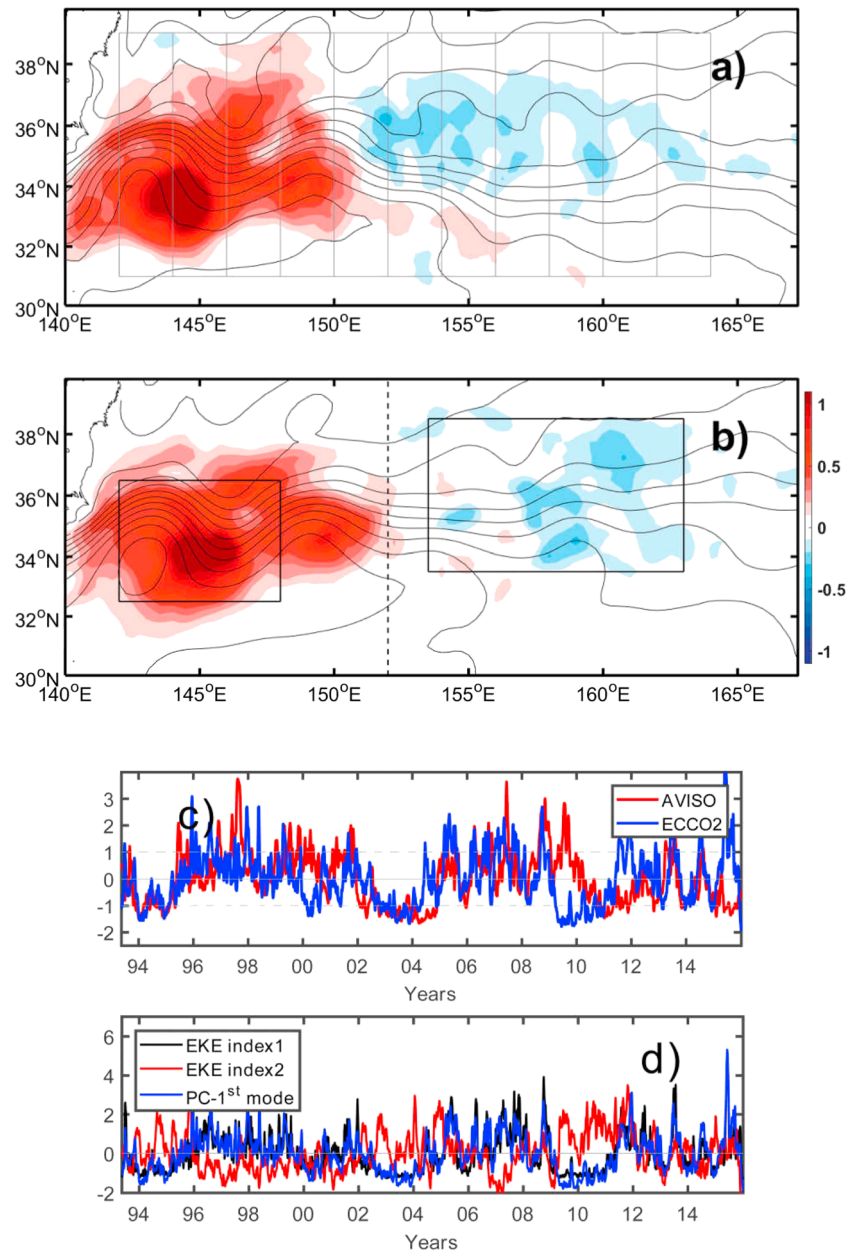 38°N
a)
36°N
34°N
32°N
30°N
140°E 145°E 150°E 155°E 160°E 165°E
38°N
b)
1
36°N
0.5
34°N
0
32°N
-0.5
30°N
-1
140°E 145°E 150°E 155°E 160°E 165°E
3
c)
AVISO
2
ECCO2
1
0
-1
-2
94 96 98 00 02 04 06 08 10 12 14
Years
6
EKE index1
d)
4
EKE index2
2
PC-1st mode
0
-2
94 96 98 00 02 04 06 08 10 12 14
Years